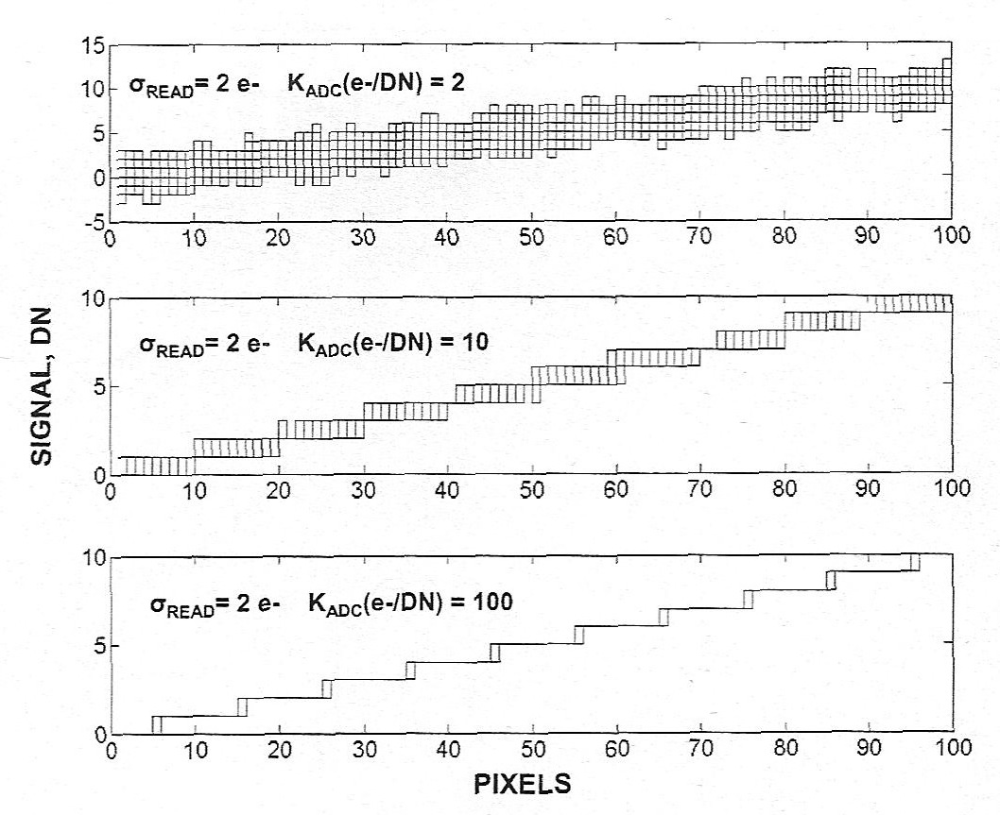 15
σREAD= 2 e- KADC(e-/DN) = 2
10
5
0
-5
0 10 20 30 40 50 60 70 80 90 100
10
σREAD= 2 e- KADC(e-/DN) = 10
5
0
0 10 20 30 40 50 60 70 80 90 100
SIGNAL, DN
10
σREAD= 2 e- KADC(e-/DN) = 100
5
0
0 10 20 30 40 50 60 70 80 90 100
PIXELS